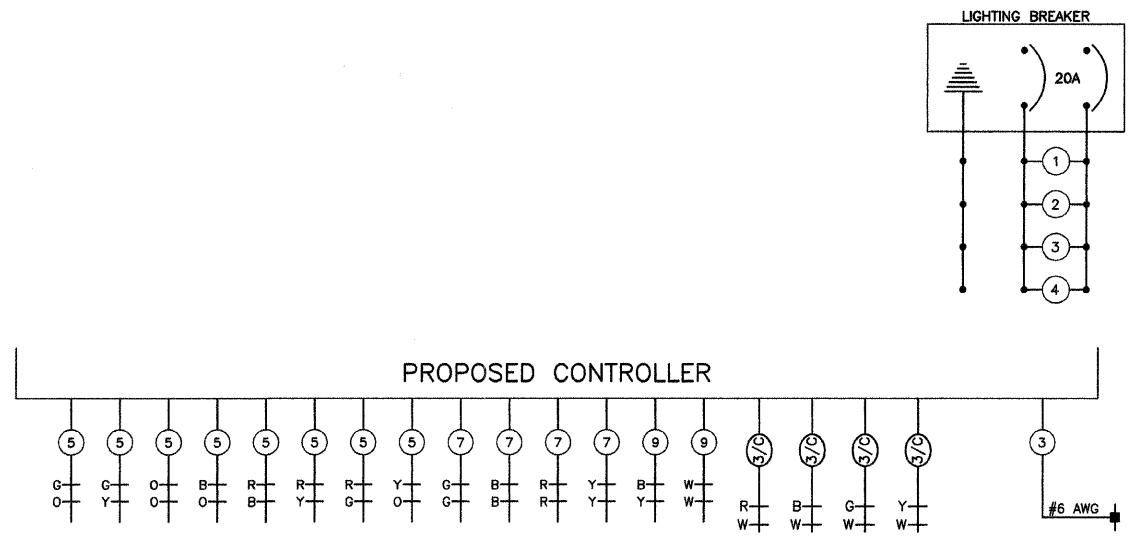 LIGHTING BREAKER
20A
1
2
3
4
PROPOSED CONTROLLER
5 5 5 5 5 5 5 5 7 7 7 7 9 9 3/C 3/C 3/C 3/C 3
G G O B R R R Y G B R Y B W
O Y O O B Y G O G B R Y Y W
R B G Y
W W W W
#6 AWG